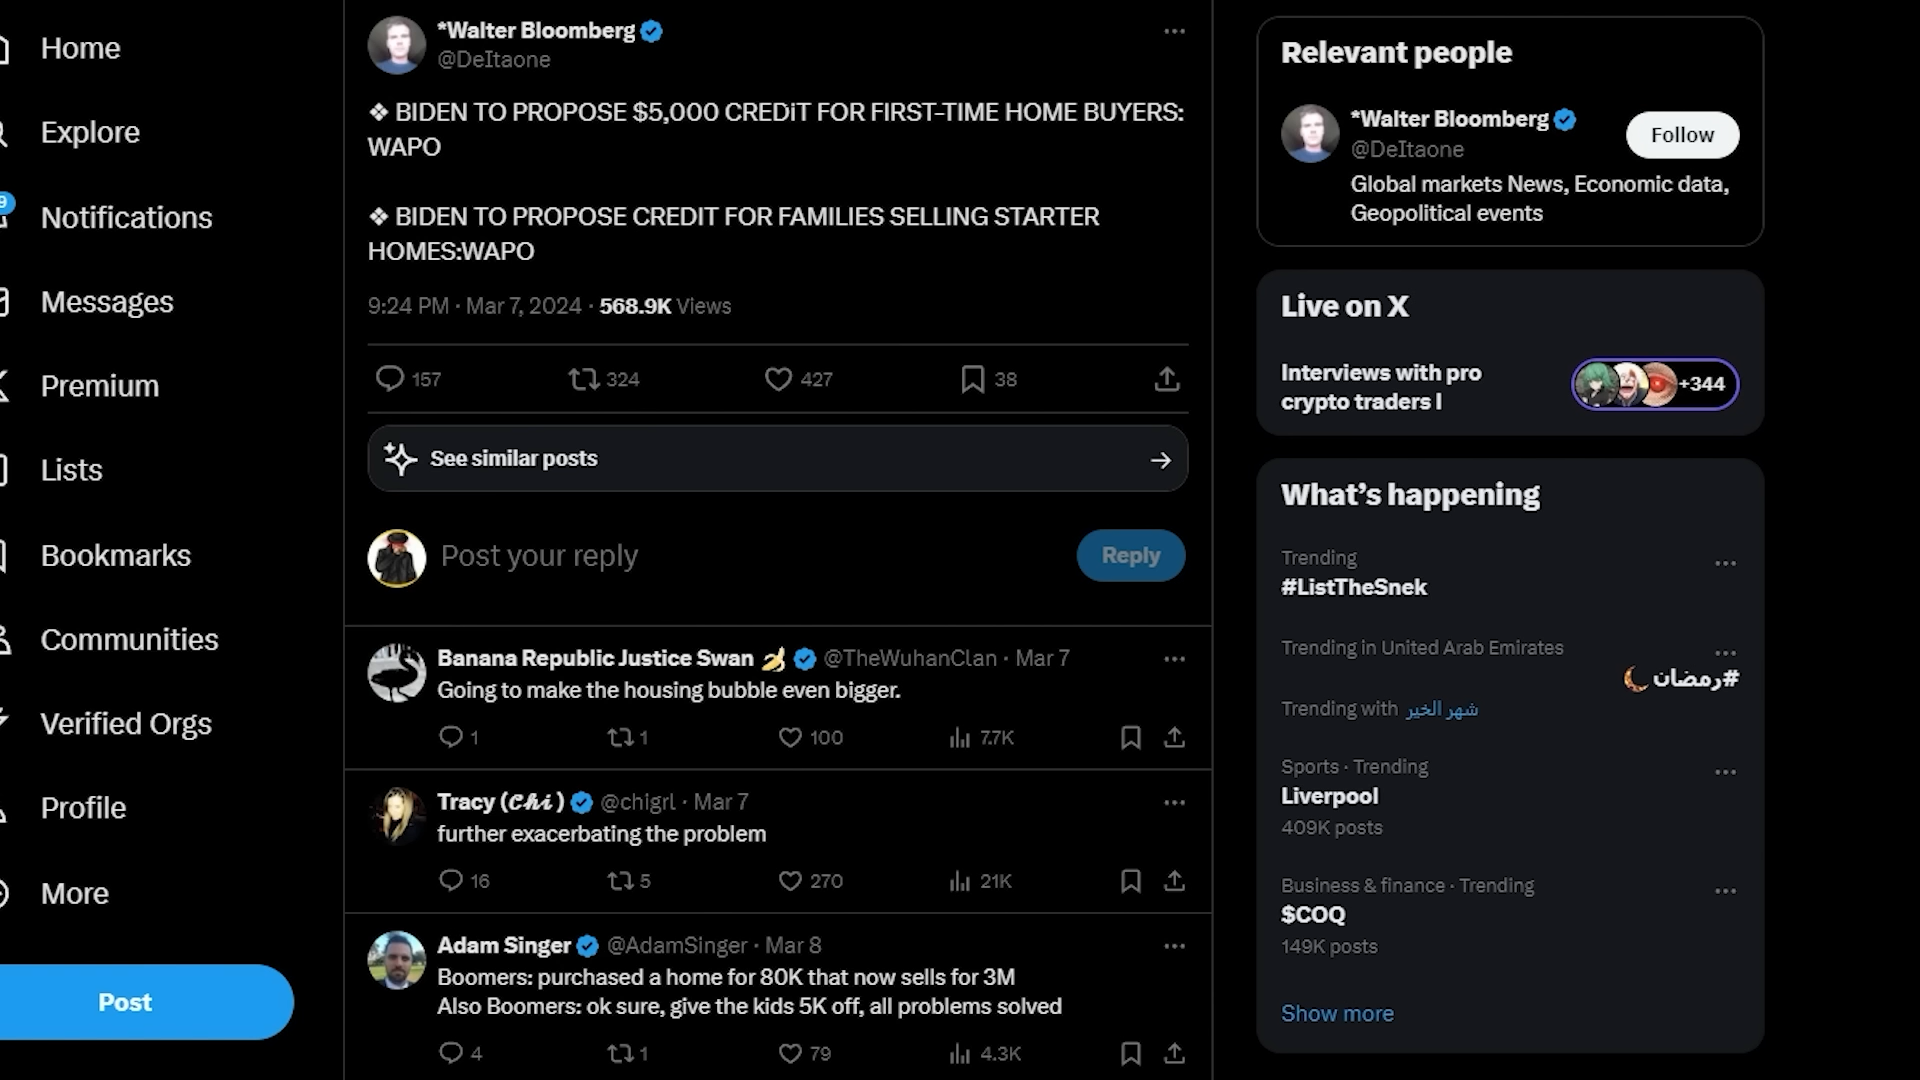 Home
Explore
9
Notifications
Messages
Premium
Lists
Bookmarks
Communities
Verified Orgs
Profile
More
Post
*Walter Bloomberg
@DeItaone
❖ BIDEN TO PROPOSE $5,000 CREDiT FOR FIRST-TIME HOME BUYERS:
WAPO
❖ BIDEN TO PROPOSE CREDIT FOR FAMILIES SELLING STARTER
HOMES:WAPO
9:24 PM · Mar 7, 2024 · 568.9K Views
157 324 427 38
See similar posts
Post your reply
Reply
Banana Republic Justice Swan 🍌 @TheWuhanClan · Mar 7
Going to make the housing bubble even bigger.
1 1 100 7.7K
Tracy (𝓒𝓱𝓲 ) @chigrl · Mar 7
further exacerbating the problem
16 5 270 21K
Adam Singer @AdamSinger · Mar 8
Boomers: purchased a home for 80K that now sells for 3M
Also Boomers: ok sure, give the kids 5K off, all problems solved
4 1 79 4.3K
Relevant people
*Walter Bloomberg
@DeItaone
Follow
Global markets News, Economic data,
Geopolitical events
Live on X
Interviews with pro
crypto traders l
+344
What’s happening
Trending
#ListTheSnek
Trending in United Arab Emirates
#رمضان
Trending with شهر الخير
Sports · Trending
Liverpool
409K posts
Business & finance · Trending
$COQ
149K posts
Show more